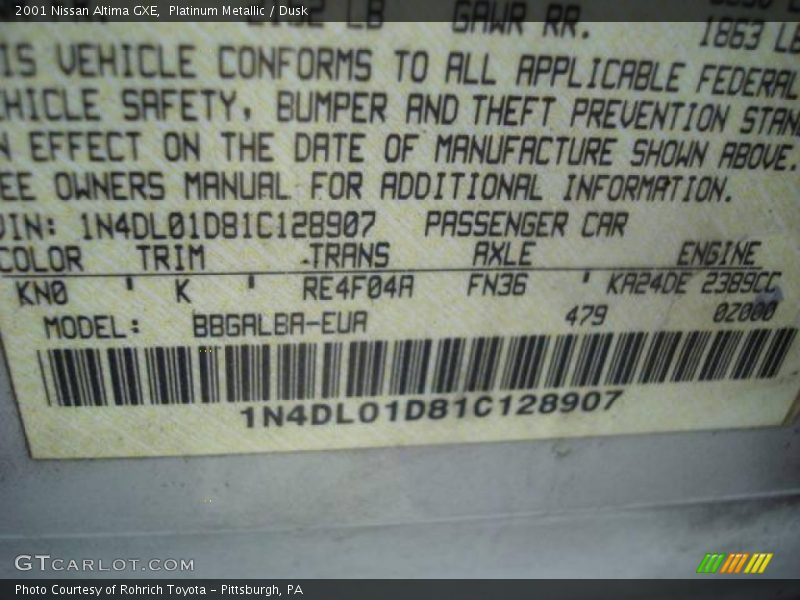 2001 Nissan Altima GXE, Platinum Metallic / Dusk
LB GAWR RR.
1863 LB
IS VEHICLE CONFORMS TO ALL APPLICABLE FEDERAL
EHICLE SAFETY, BUMPER AND THEFT PREVENTION STAN
N EFFECT ON THE DATE OF MANUFACTURE SHOWN ABOVE.
EE OWNERS MANUAL FOR ADDITIONAL INFORMATION.
VIN: 1N4DL01D81C128907 PASSENGER CAR
COLOR TRIM TRANS AXLE ENGINE
KN0 ' K ' RE4F04A FN36 ' KA24DE 2389CC
MODEL: BBGALBA-EUA 479 0Z000
1N4DL01D81C128907
GTCARLOT.COM
Photo Courtesy of Rohrich Toyota - Pittsburgh, PA